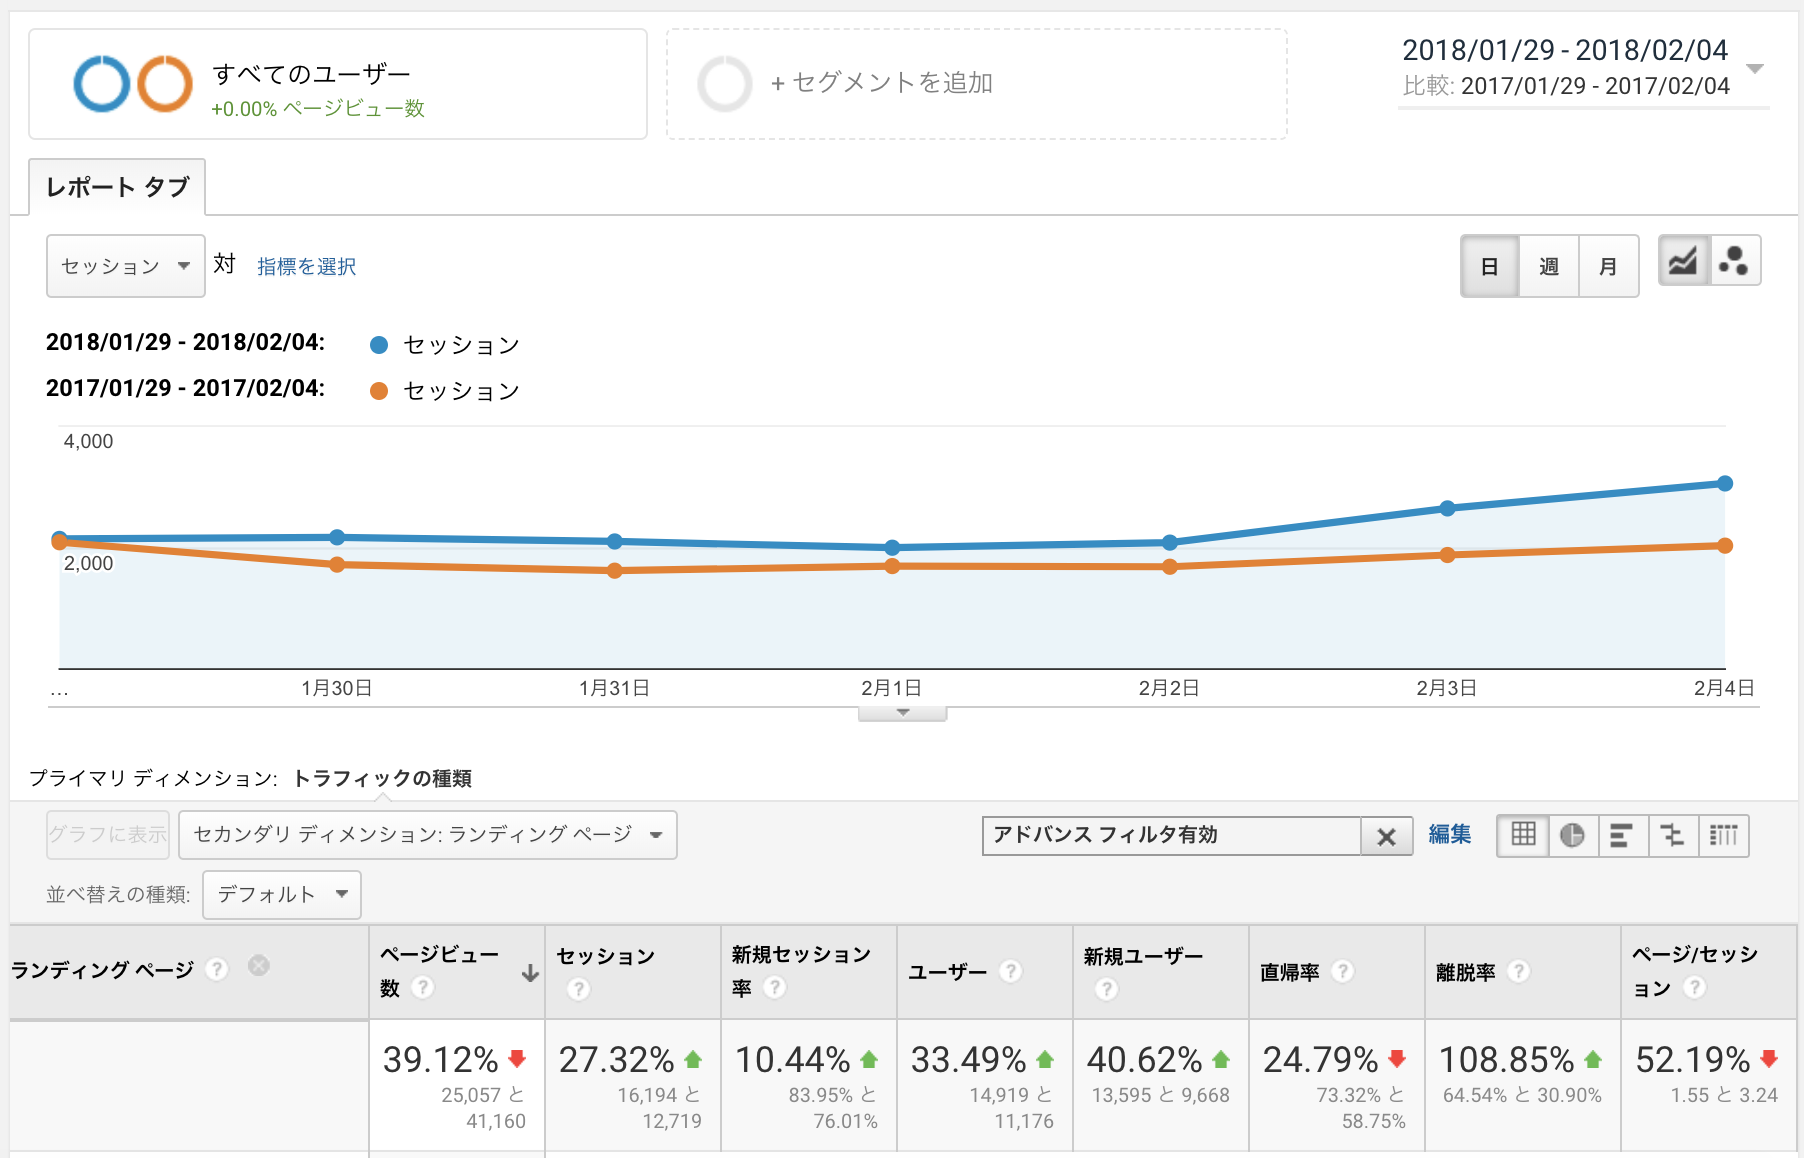 すべてのユーザー
+0.00% ページビュー数
+ セグメントを追加
2018/01/29 - 2018/02/04
比較: 2017/01/29 - 2017/02/04
レポート タブ
セッション 対 指標を選択
日 週 月
2018/01/29 - 2018/02/04: セッション
2017/01/29 - 2017/02/04: セッション
4,000
2,000
... 1月30日 1月31日 2月1日 2月2日 2月3日 2月4日
プライマリ ディメンション: トラフィックの種類
グラフに表示 セカンダリ ディメンション: ランディング ページ アドバンス フィルタ有効 編集
並べ替えの種類: デフォルト
ランディング ページ ?
ページビュー
数 ?
セッション
?
新規セッション
率 ?
ユーザー ?
新規ユーザー
?
直帰率 ?
離脱率 ?
ページ/セッシ
ョン ?
39.12%
25,057 と
41,160
27.32%
16,194 と
12,719
10.44%
83.95% と
76.01%
33.49%
14,919 と
11,176
40.62%
13,595 と 9,668
24.79%
73.32% と
58.75%
108.85%
64.54% と 30.90%
52.19%
1.55 と 3.24